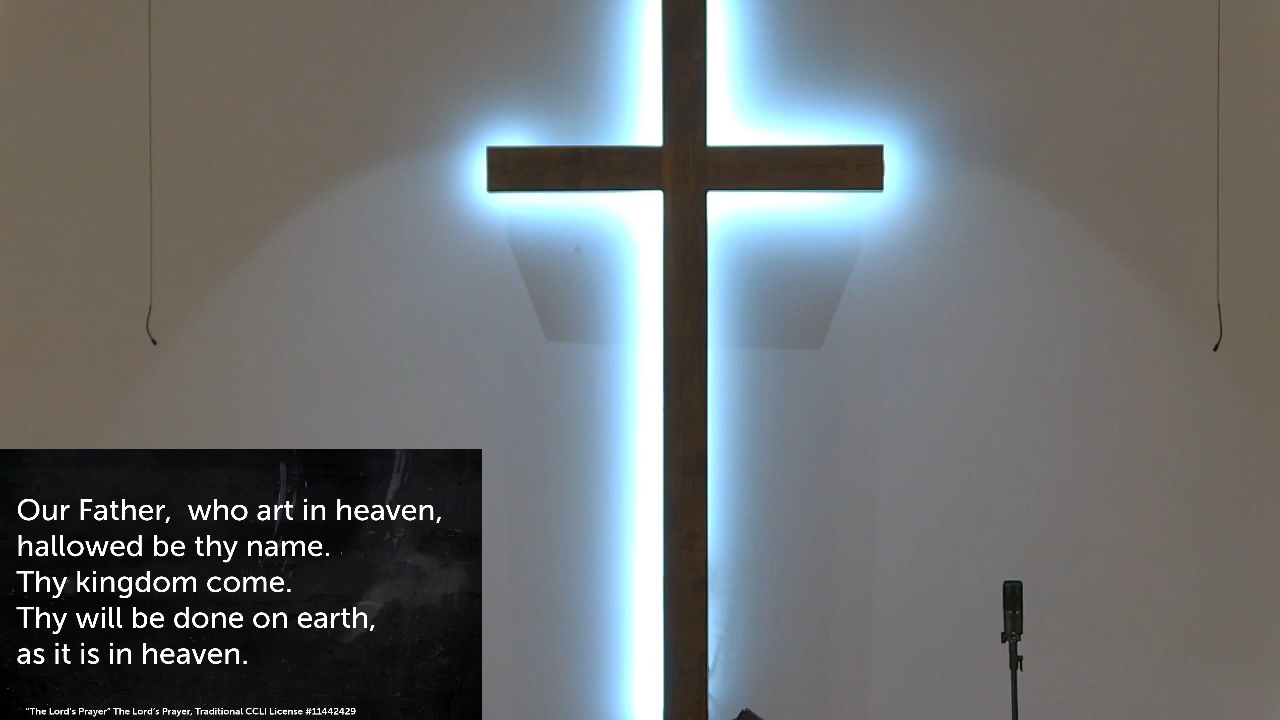 Our Father, who art in heaven,
hallowed be thy name.
Thy kingdom come.
Thy will be done on earth,
as it is in heaven.
"The Lord's Prayer" The Lord's Prayer, Traditional CCLI License #11442429